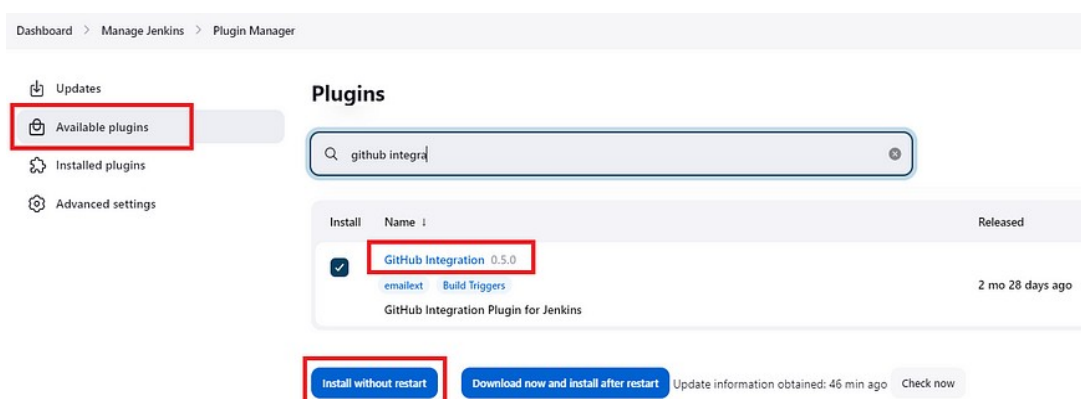 Dashboard > Manage Jenkins > Plugin Manager
Updates
Available plugins
Installed plugins
Advanced settings
Plugins
github integra
Install Name ↓ Released
GitHub Integration 0.5.0
emailext Build Triggers
2 mo 28 days ago
GitHub Integration Plugin for Jenkins
Install without restart Download now and install after restart Update information obtained: 46 min ago Check now